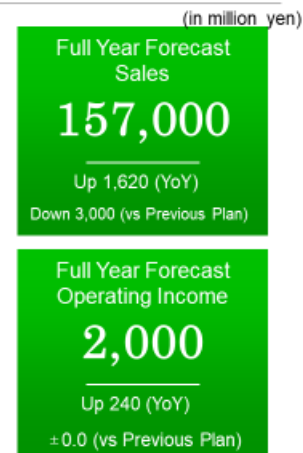 (in million yen)
Full Year Forecast
Sales
157,000
Up 1,620 (YoY)
Down 3,000 (vs Previous Plan)
Full Year Forecast
Operating Income
2,000
Up 240 (YoY)
±0.0 (vs Previous Plan)